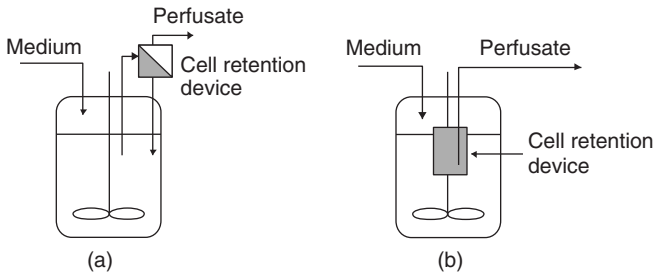 Perfusate
Medium
Cell retention
device
(a)
Medium
Perfusate
Cell retention
device
(b)